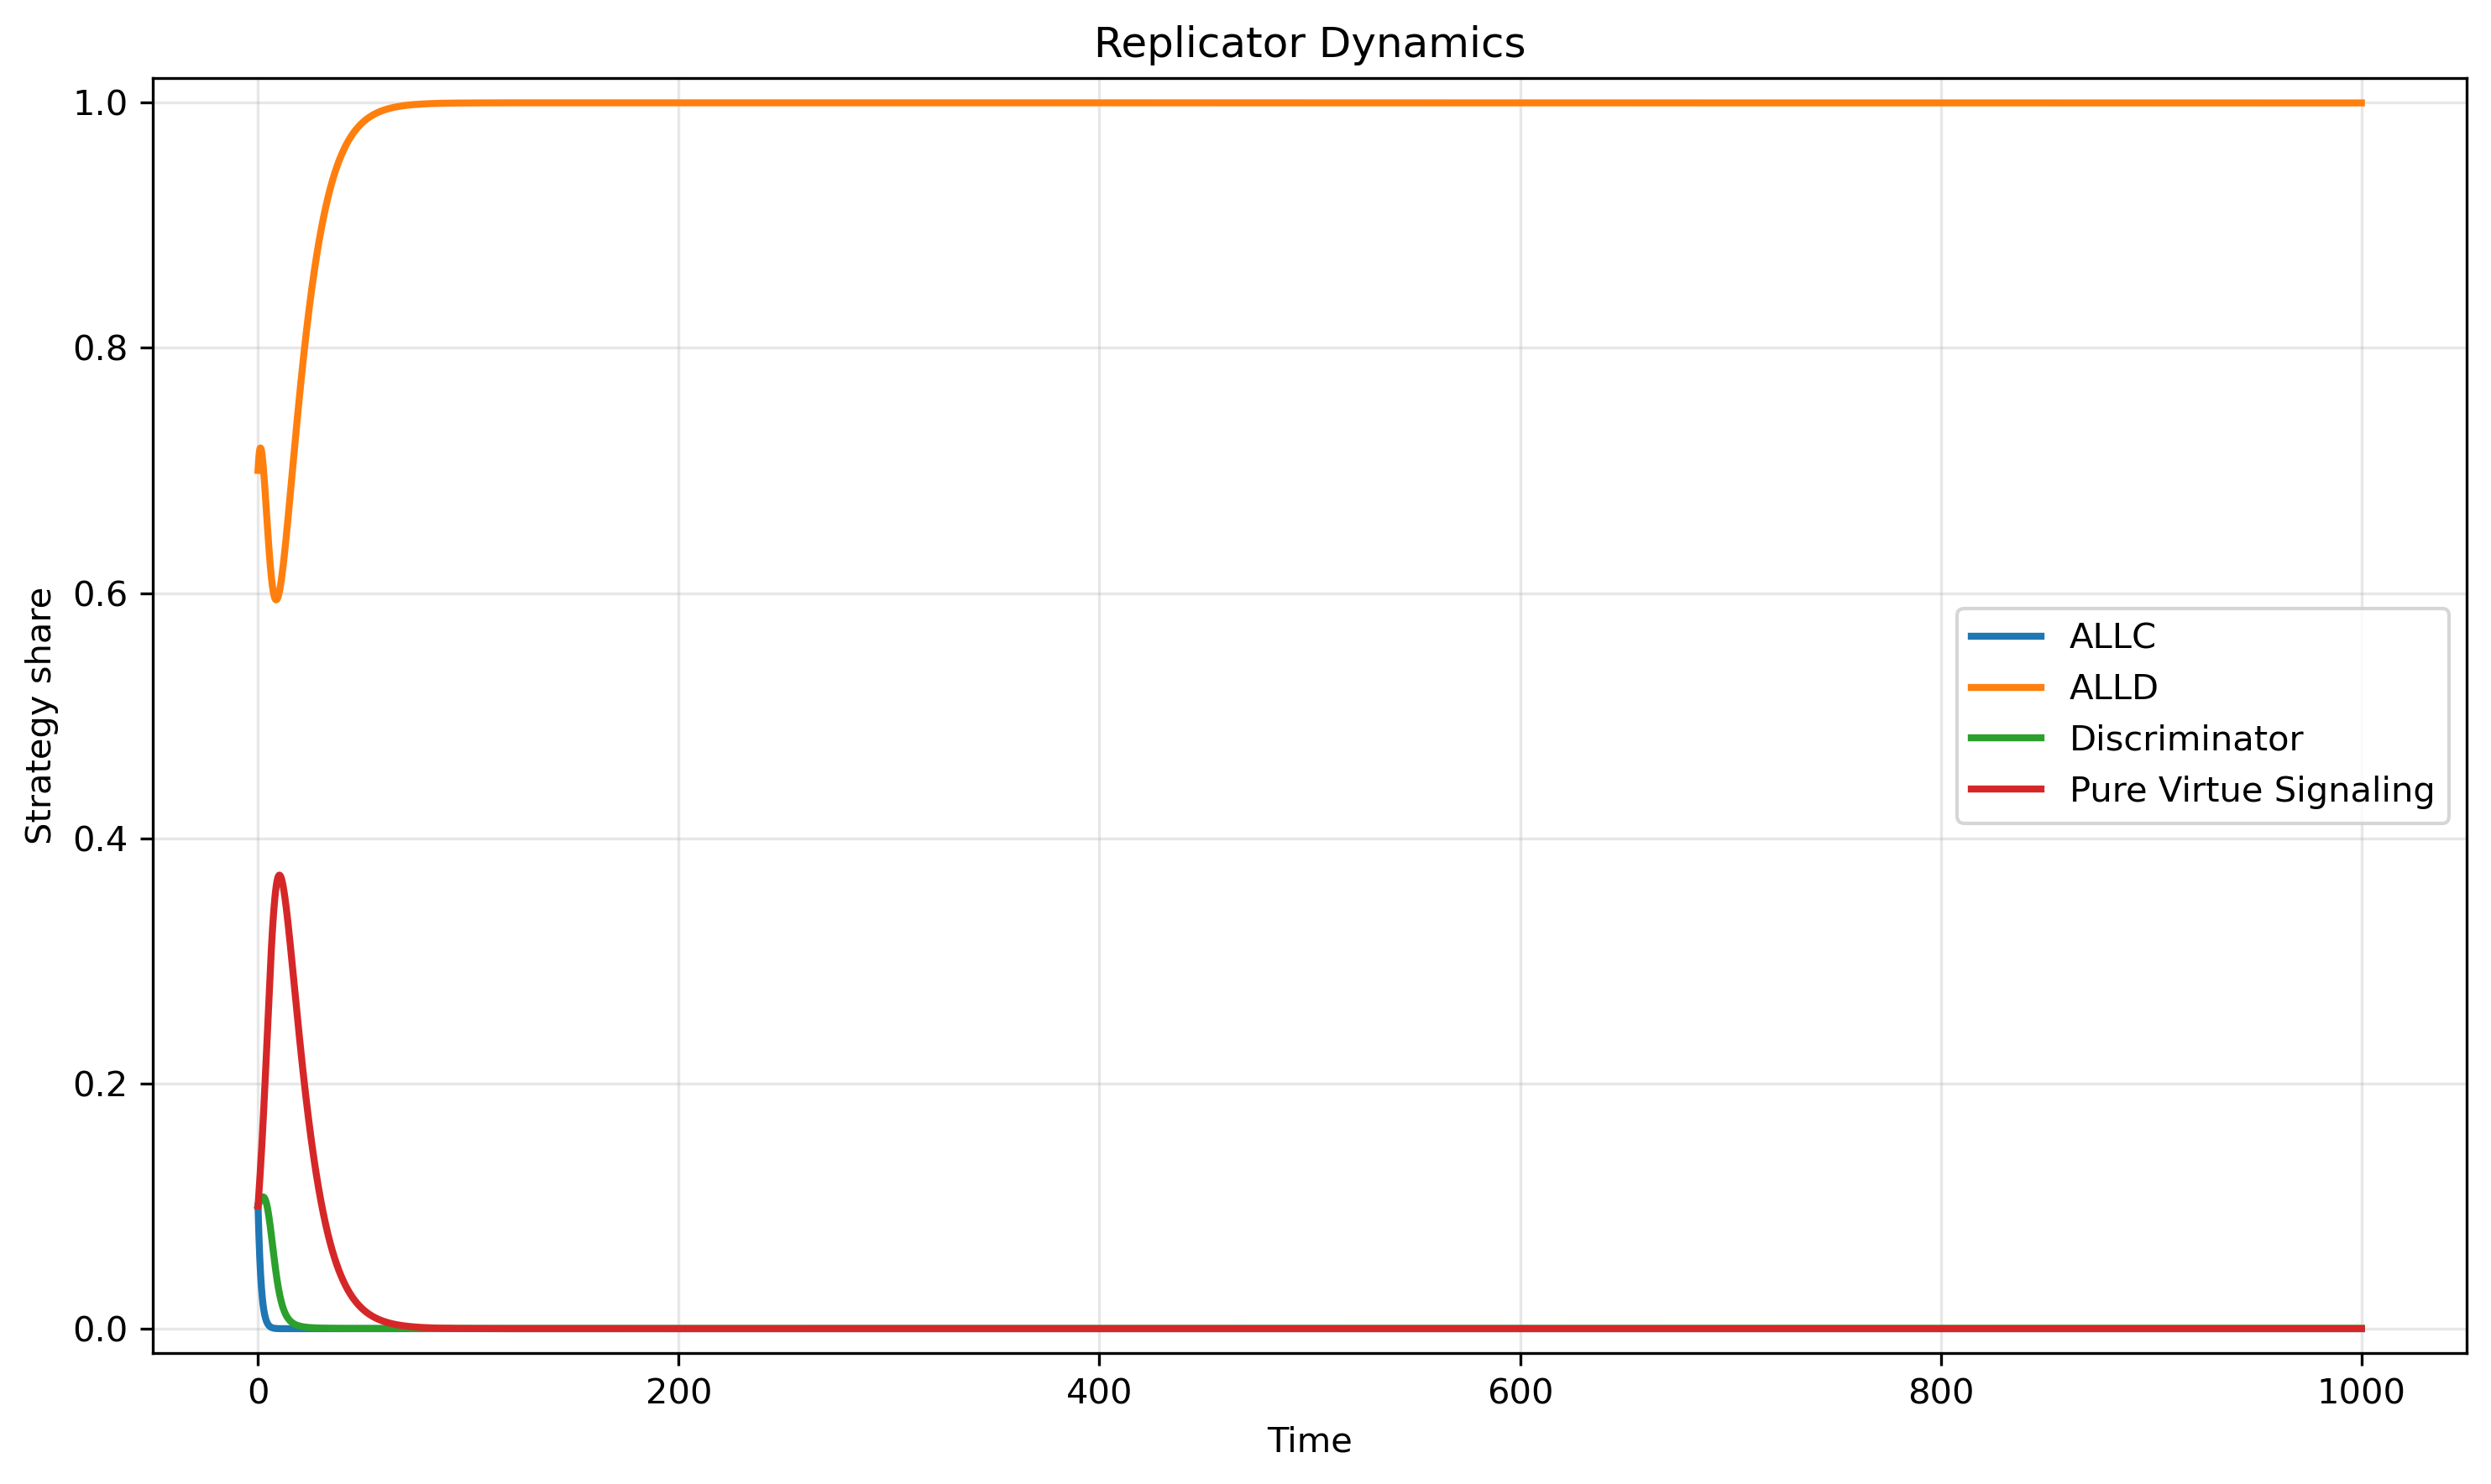 Replicator Dynamics
1.0
0.8
0.6
0.4
0.2
0.0
Strategy share
ALLC
ALLD
Discriminator
Pure Virtue Signaling
0 200 400 600 800 1000
Time